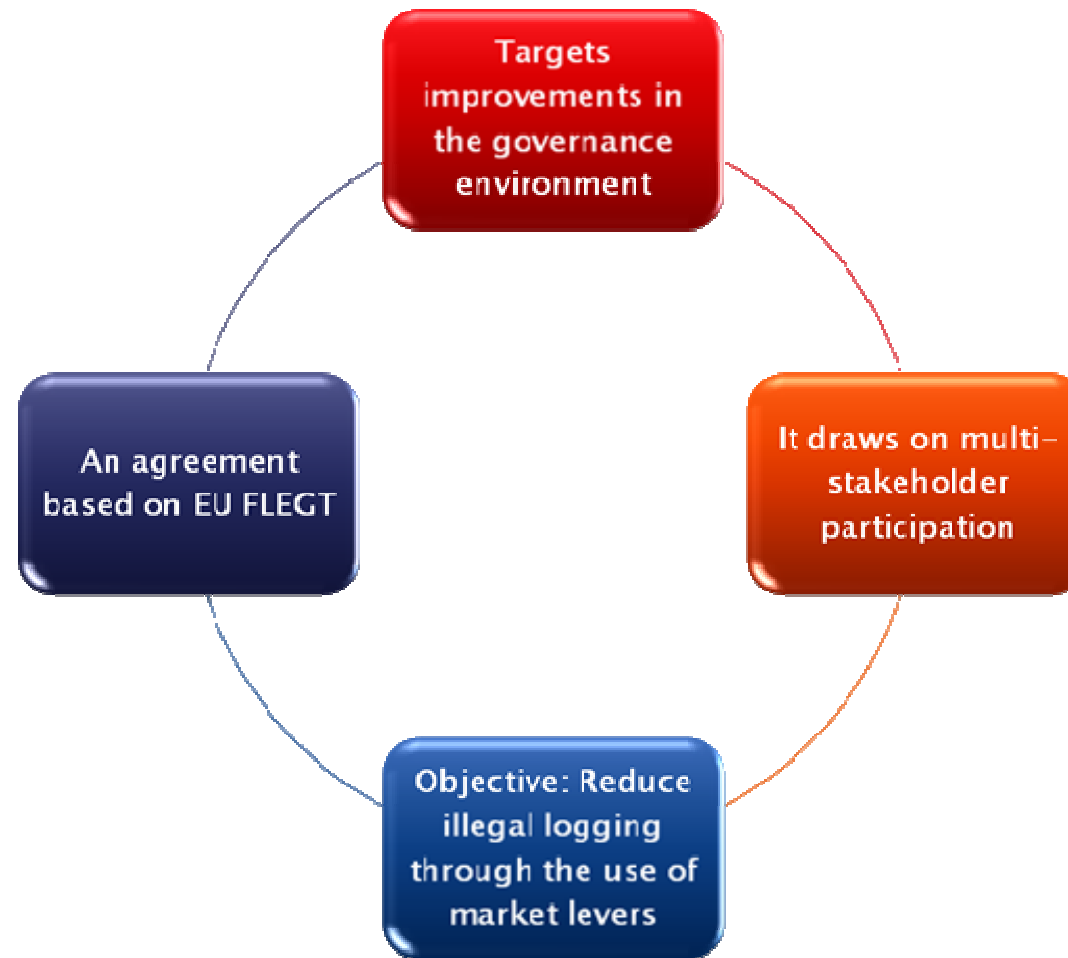 Targets
improvements in
the governance
environment
An agreement
based on EU FLEGT
It draws on multi-
stakeholder
participation
Objective: Reduce
illegal logging
through the use of
market levers